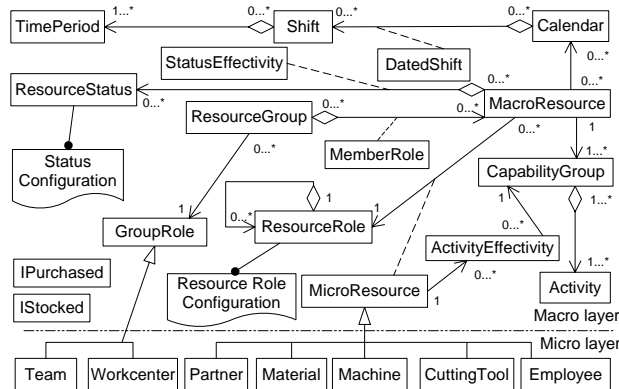 1...*
0...*
0...*
0...*
TimePeriod
Shift
Calendar
StatusEffectivity
DatedShift
0...*
ResourceStatus
0...*
0...*
0...*
ResourceGroup
0...*
0...*
MacroResource
0...*
0...*
1
Status
Configuration
MemberRole
1...*
CapabilityGroup
1
1
1
1
1...*
0...*
0...*
GroupRole
ResourceRole
ActivityEffectivity
IPurchased
Resource Role
Configuration
MicroResource
1
0...*
1...*
IStocked
Activity
Macro layer
Micro layer
Team
Workcenter
Partner
Material
Machine
CuttingTool
Employee